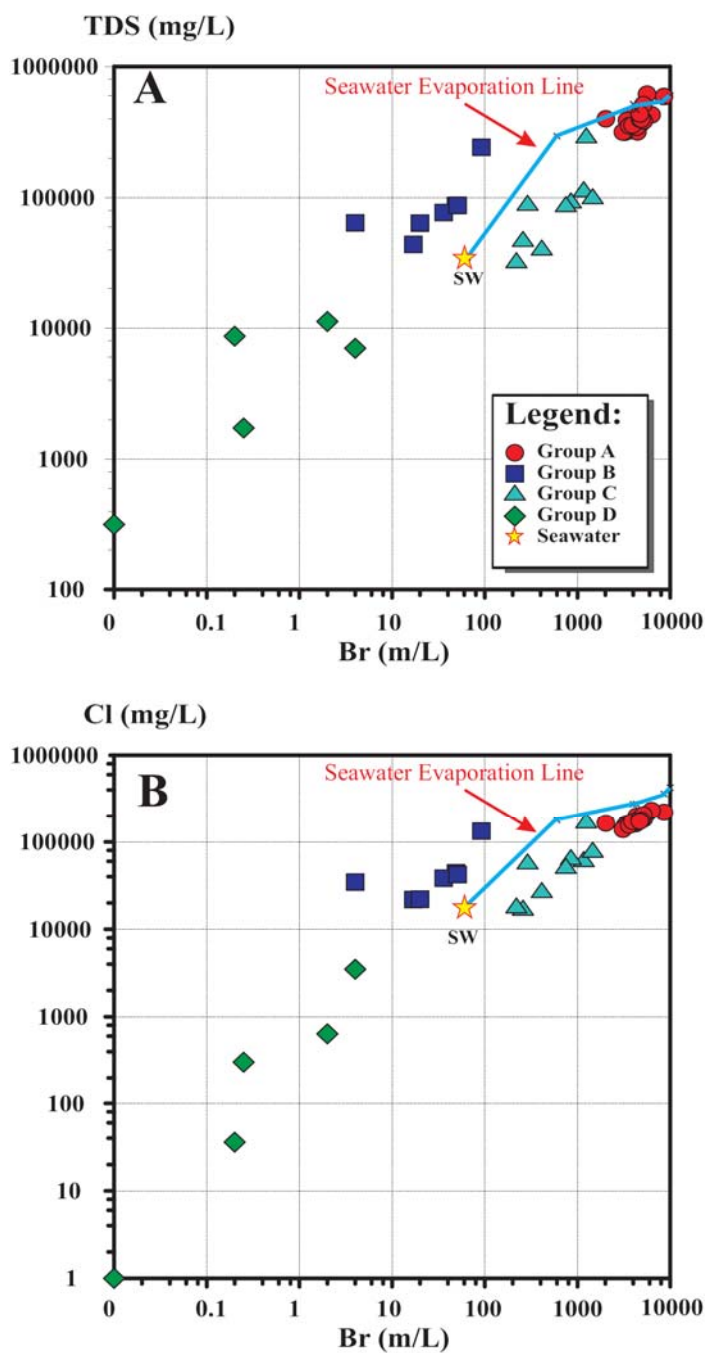 TDS (mg/L)
A
Seawater Evaporation Line
1000000
100000
10000
1000
100
SW
Legend:
Group A
Group B
Group C
Group D
Seawater
0 0.1 1 10 100 1000 10000
Br (m/L)
Cl (mg/L)
B
Seawater Evaporation Line
1000000
100000
10000
1000
100
10
1
SW
0 0.1 1 10 100 1000 10000
Br (m/L)